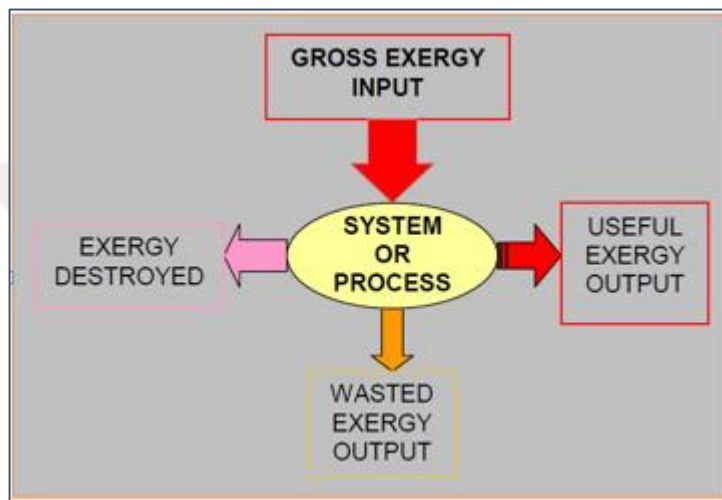 GROSS EXERGY
INPUT
SYSTEM
OR
PROCESS
EXERGY
DESTROYED
USEFUL
EXERGY
OUTPUT
WASTED
EXERGY
OUTPUT